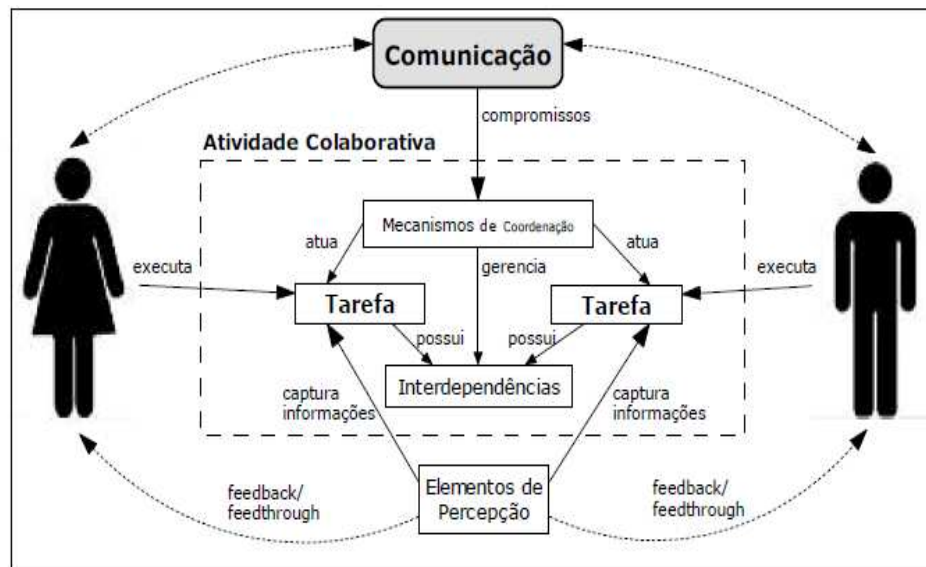 Comunicação
compromissos
Atividade Colaborativa
Mecanismos de Coordenação
atua
atua
gerencia
executa
executa
Tarefa
Tarefa
possui
possui
Interdependências
captura
informações
captura
informações
Elementos de
Percepção
feedback/
feedthrough
feedback/
feedthrough